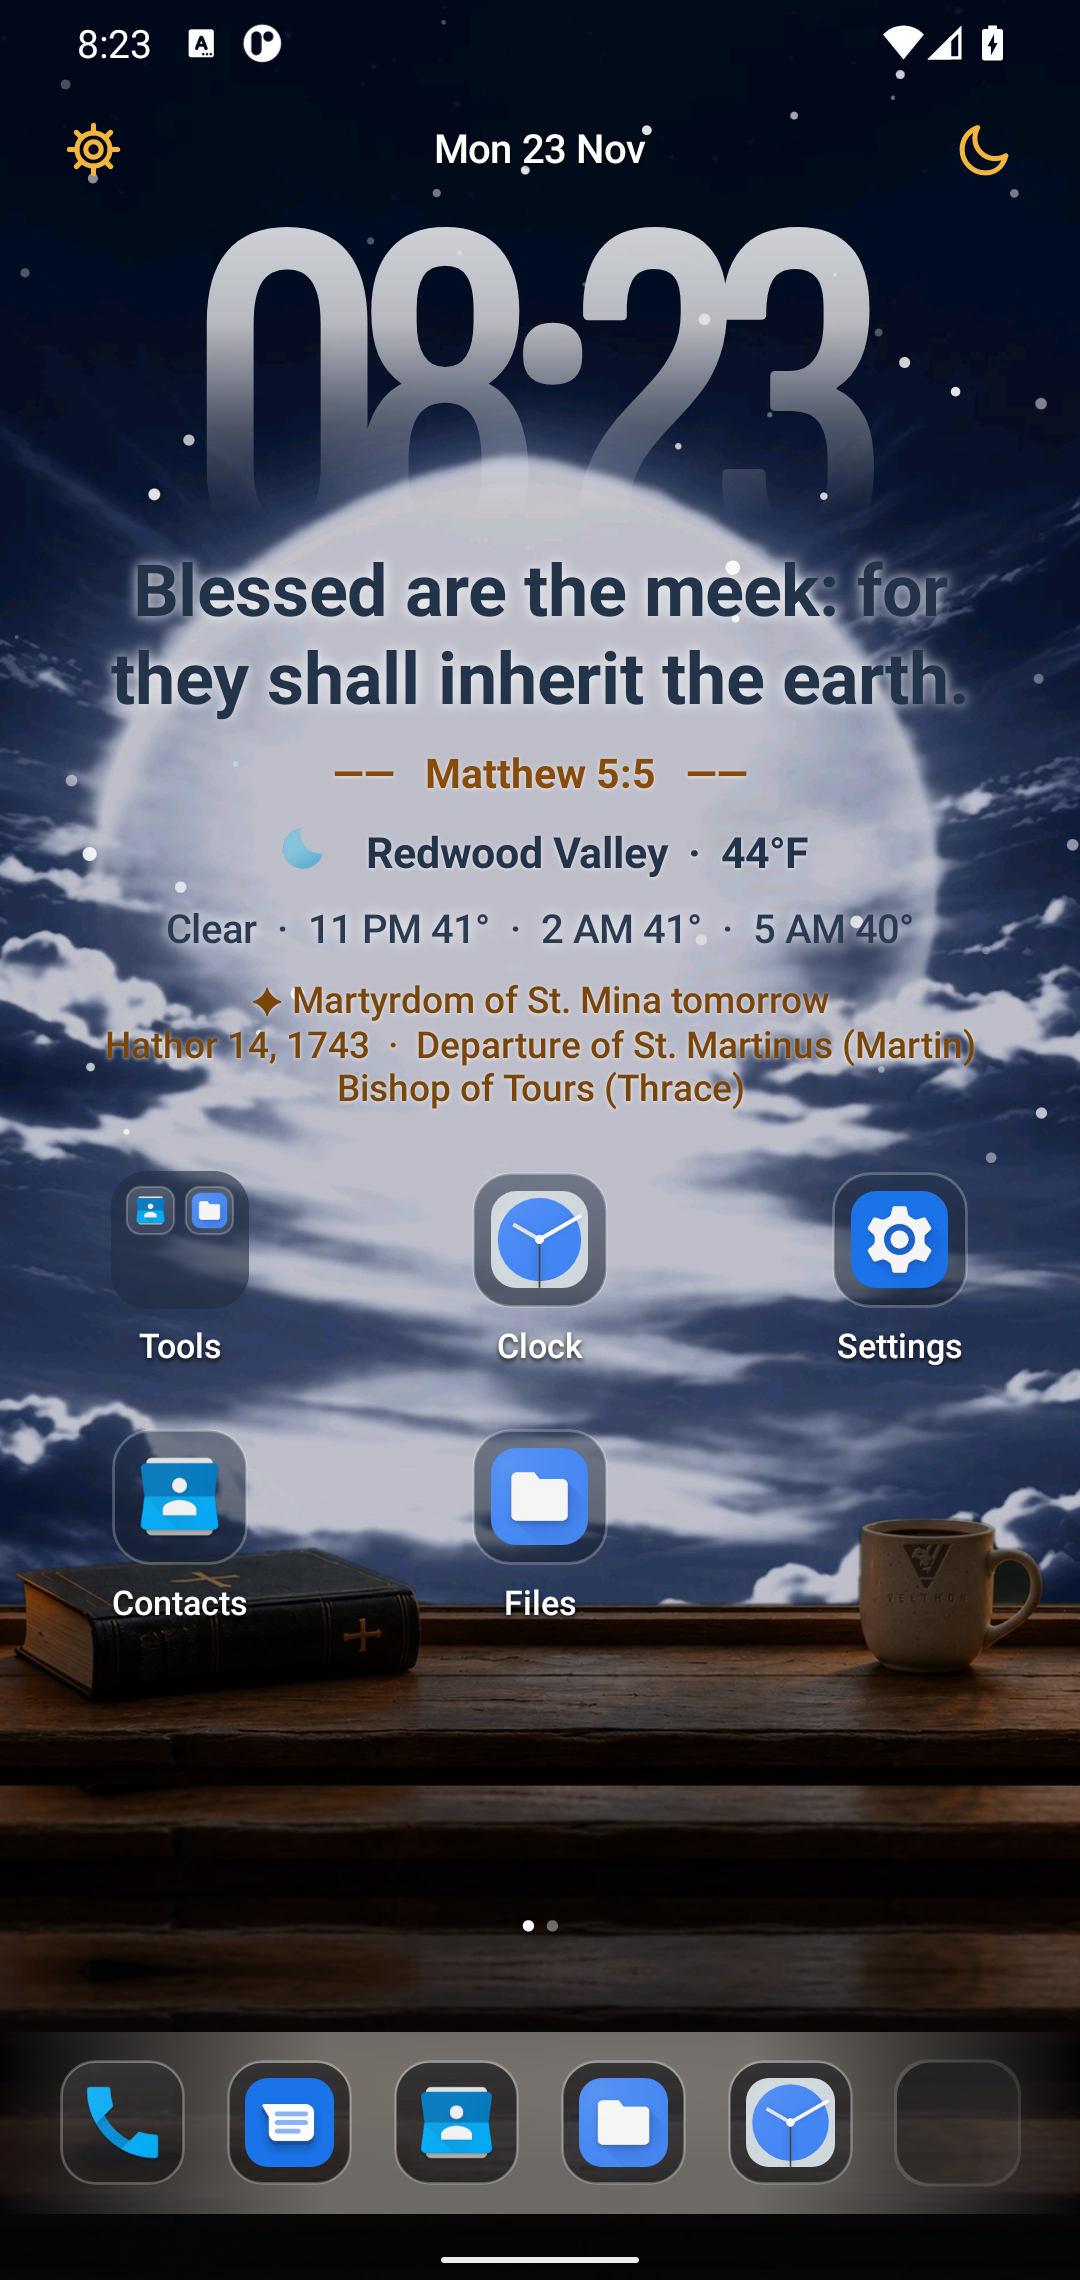 8:23
Mon 23 Nov
08:23
Blessed are the meek: for
they shall inherit the earth.
—— Matthew 5:5 ——
Redwood Valley · 44°F
Clear · 11 PM 41° · 2 AM 41° · 5 AM 40°
✦ Martyrdom of St. Mina tomorrow
Hathor 14, 1743 · Departure of St. Martinus (Martin)
Bishop of Tours (Thrace)
Tools
Clock
Settings
Contacts
Files